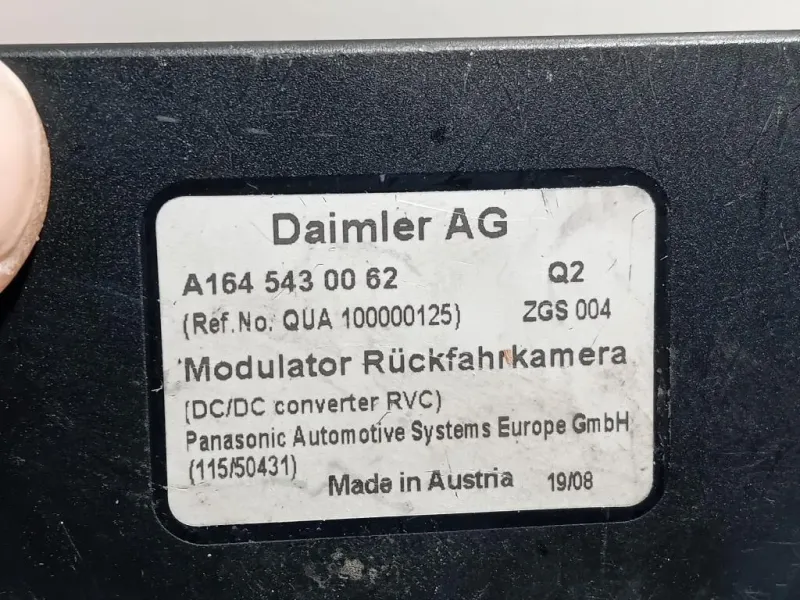 Daimler AG
A164 543 00 62 Q2
(Ref.No. QUA 100000125) ZGS 004
Modulator Rückfahrkamera
(DC/DC converter RVC)
Panasonic Automotive Systems Europe GmbH
(115/50431)
Made in Austria 19/08